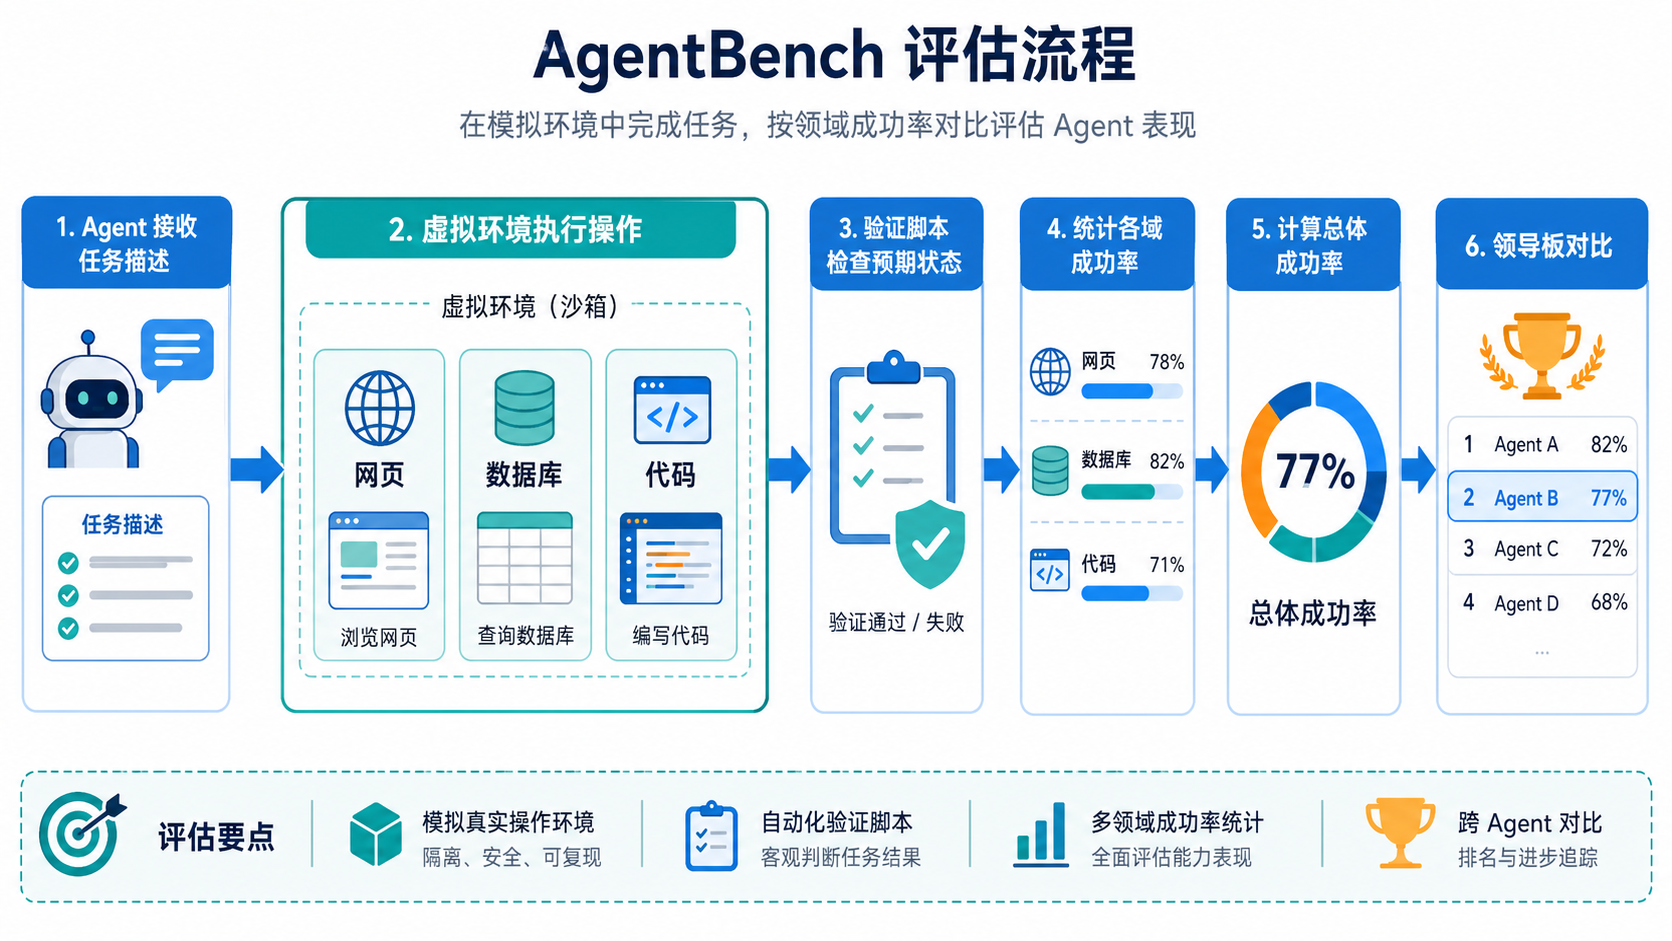 AgentBench 评估流程
在模拟环境中完成任务，按领域成功率对比评估 Agent 表现
1. Agent 接收
任务描述
任务描述
2. 虚拟环境执行操作
虚拟环境（沙箱）
网页
数据库
代码
浏览网页
查询数据库
编写代码
3. 验证脚本
检查预期状态
验证通过 / 失败
4. 统计各域
成功率
网页 78%
数据库 82%
代码 71%
5. 计算总体
成功率
77%
总体成功率
6. 领导板对比
1 Agent A 82%
2 Agent B 77%
3 Agent C 72%
4 Agent D 68%
...
评估要点
模拟真实操作环境
隔离、安全、可复现
自动化验证脚本
客观判断任务结果
多领域成功率统计
全面评估能力表现
跨 Agent 对比
排名与进步追踪